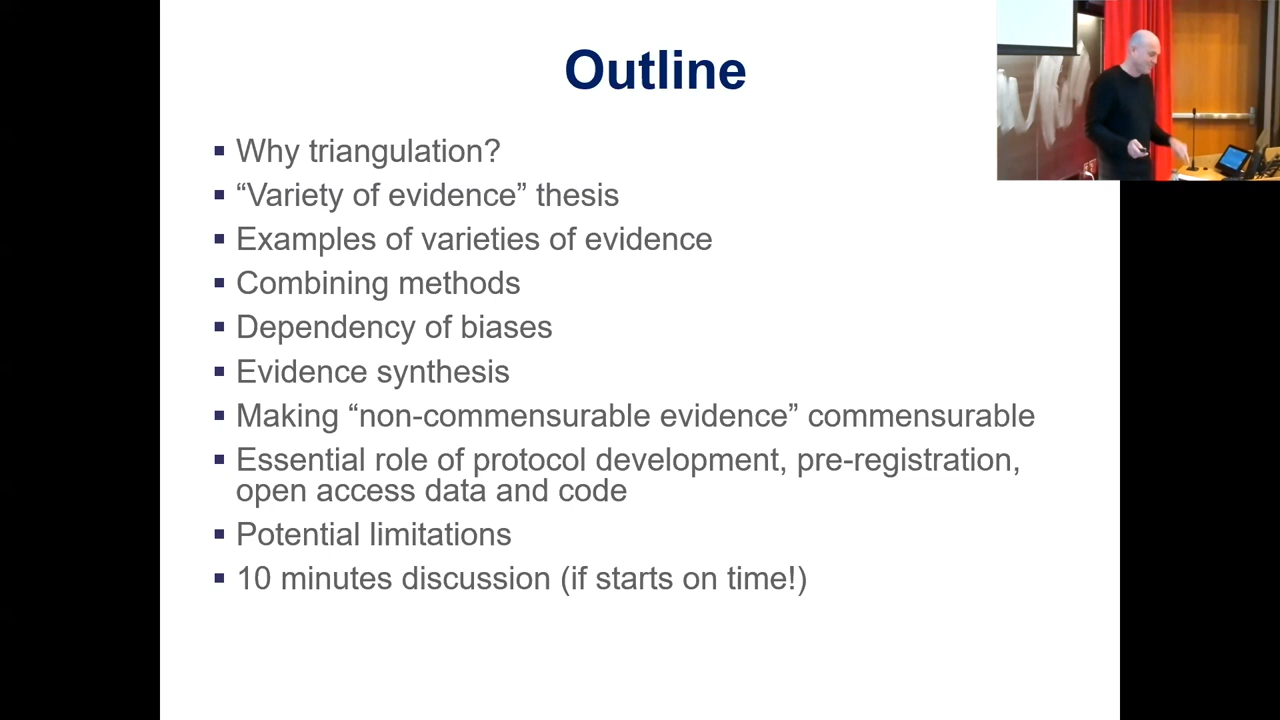 Outline
▪ Why triangulation?
▪ “Variety of evidence” thesis
▪ Examples of varieties of evidence
▪ Combining methods
▪ Dependency of biases
▪ Evidence synthesis
▪ Making “non-commensurable evidence” commensurable
▪ Essential role of protocol development, pre-registration,
open access data and code
▪ Potential limitations
▪ 10 minutes discussion (if starts on time!)